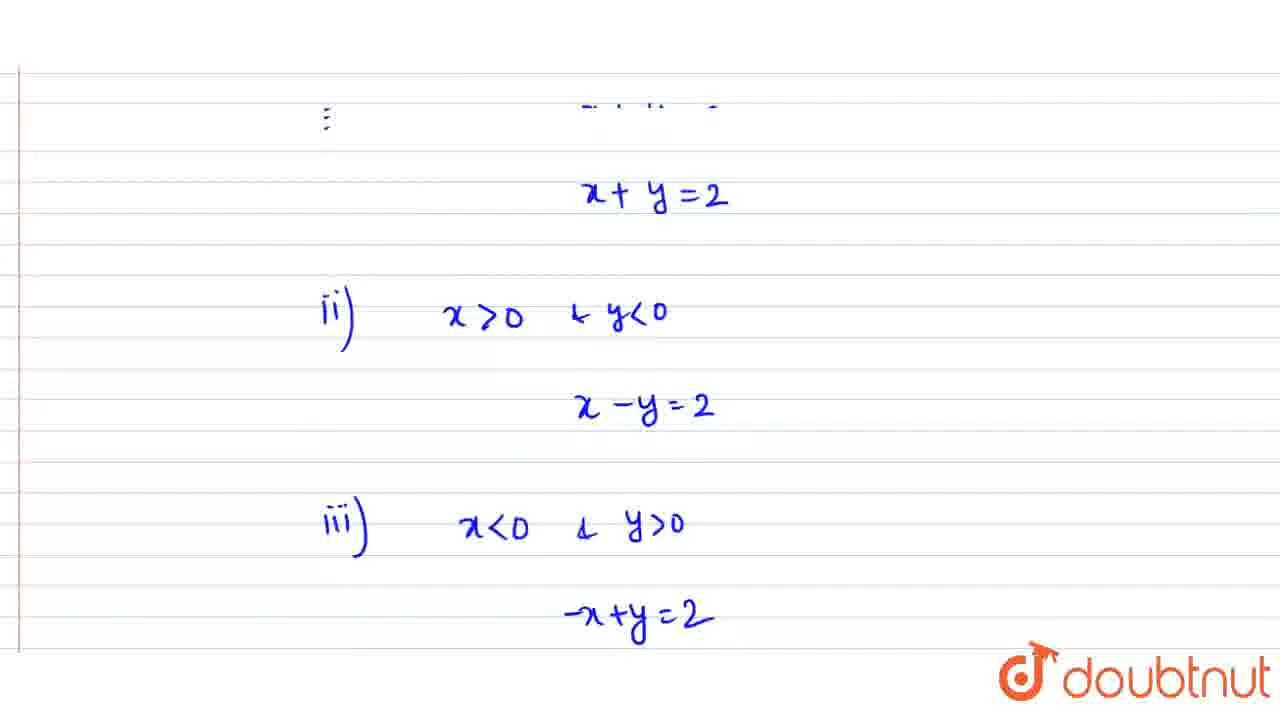 x + y = 2
ii) x > 0 & y < 0
x - y = 2
iii) x < 0 & y > 0
-x + y = 2
doubtnut